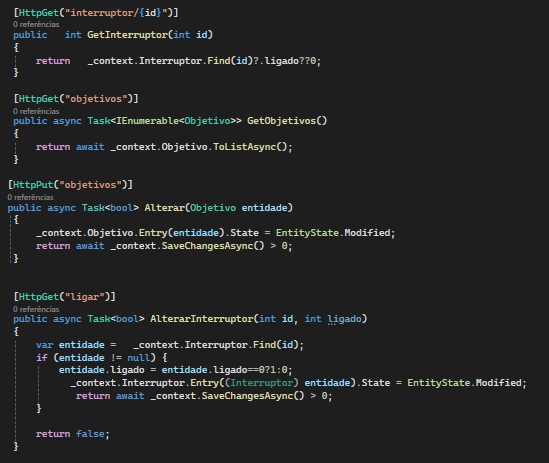 [HttpGet("interruptor/{id}")]
0 referências
public int GetInterruptor(int id)
{
return _context.Interruptor.Find(id)?.ligado??0;
}
[HttpGet("objetivos")]
0 referências
public async Task<IEnumerable<Objetivo>> GetObjetivos()
{
return await _context.Objetivo.ToListAsync();
}
[HttpPut("objetivos")]
0 referências
public async Task<bool> Alterar(Objetivo entidade)
{
_context.Objetivo.Entry(entidade).State = EntityState.Modified;
return await _context.SaveChangesAsync() > 0;
}
[HttpGet("ligar")]
0 referências
public async Task<bool> AlterarInterruptor(int id, int ligado)
{
var entidade = _context.Interruptor.Find(id);
if (entidade != null) {
entidade.ligado = entidade.ligado==0?1:0;
_context.Interruptor.Entry((Interruptor) entidade).State = EntityState.Modified;
return await _context.SaveChangesAsync() > 0;
}
return false;
}